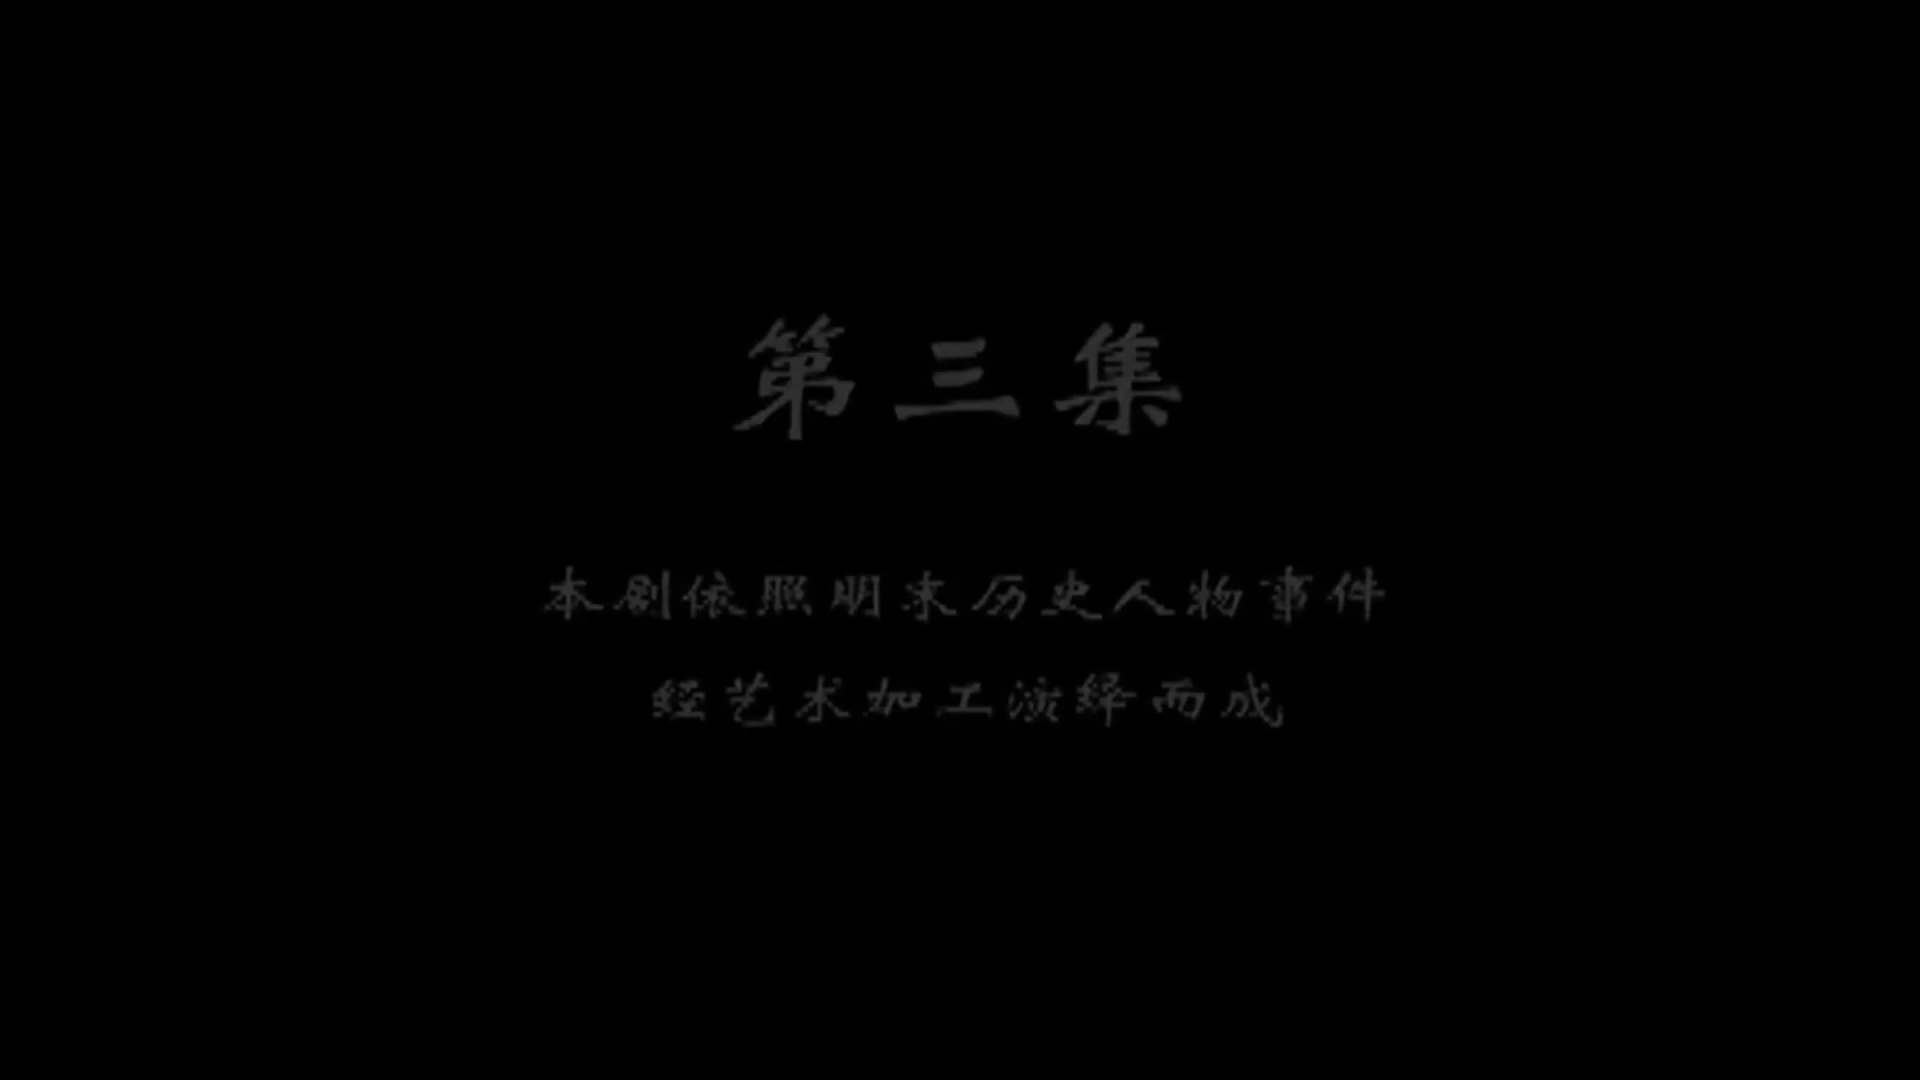 第三集
本剧依照明末历史人物事件
经艺术加工演绎而成